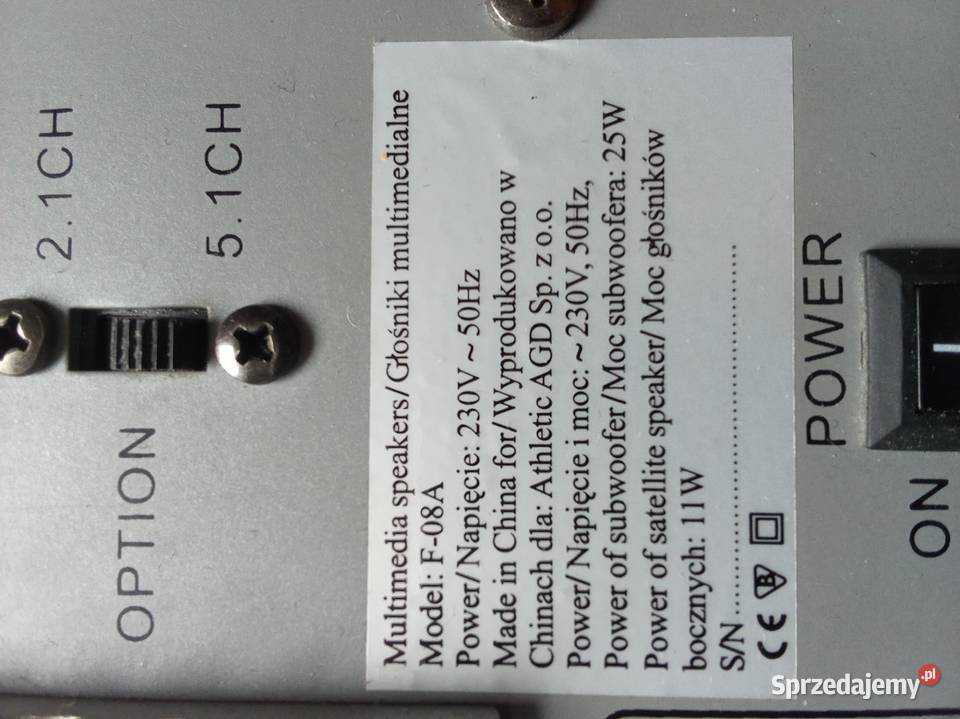 2.1CH
5.1CH
OPTION
Multimedia speakers/Głośniki multimedialne
Model: F-08A
Power/Napięcie: 230V ~ 50Hz
Made in China for/Wyprodukowano w
Chinach dla: Athletic AGD Sp. z o.o.
Power/Napięcie i moc: ~230V, 50Hz,
Power of subwoofer/Moc subwoofera: 25W
Power of satellite speaker/Moc głośników
bocznych: 11W
S/N...............................................
CE B
POWER
ON
Sprzedajemy.pl